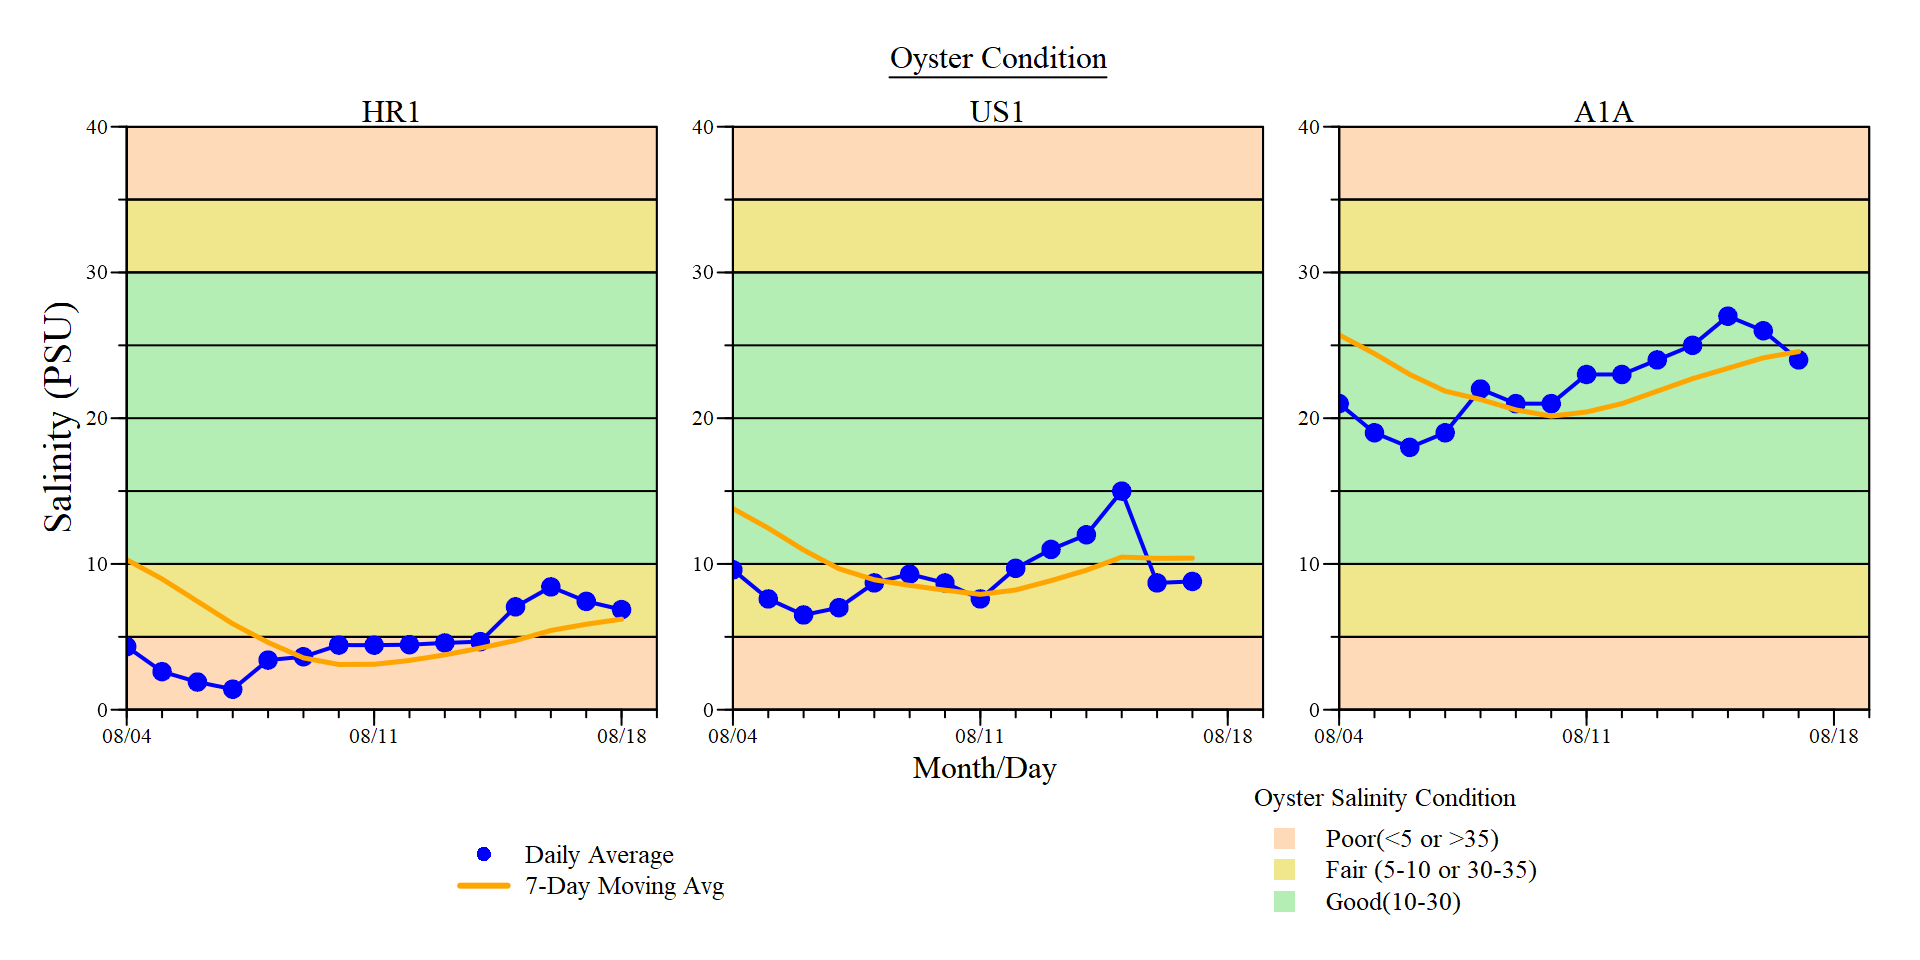 Oyster Condition
HR1
US1
A1A
Salinity (PSU)
40
30
20
10
0
08/04
08/11
08/18
40
30
20
10
0
08/04
08/11
08/18
40
30
20
10
0
08/04
08/11
08/18
Month/Day
Daily Average
7-Day Moving Avg
Oyster Salinity Condition
Poor(<5 or >35)
Fair (5-10 or 30-35)
Good(10-30)